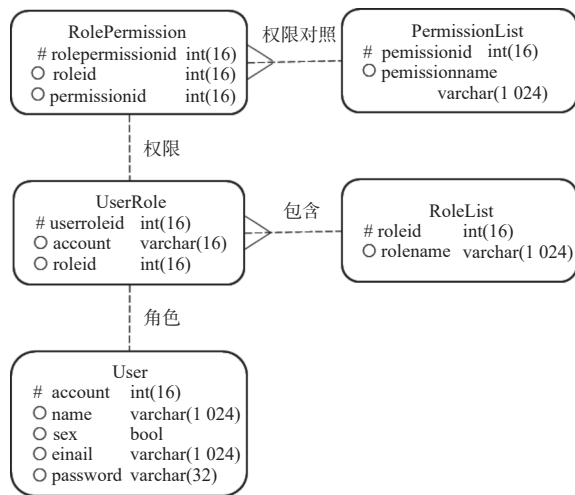 RolePermission
# rolepermissionid int(16)
○ roleid int(16)
○ permissionid int(16)
权限对照
PermissionList
# pemissionid int(16)
○ pemissionname
varchar(1 024)
权限
UserRole
# userroleid int(16)
○ account varchar(16)
○ roleid int(16)
包含
RoleList
# roleid int(16)
○ rolename varchar(1 024)
角色
User
# account int(16)
○ name varchar(1 024)
○ sex bool
○ einail varchar(1 024)
○ password varchar(32)